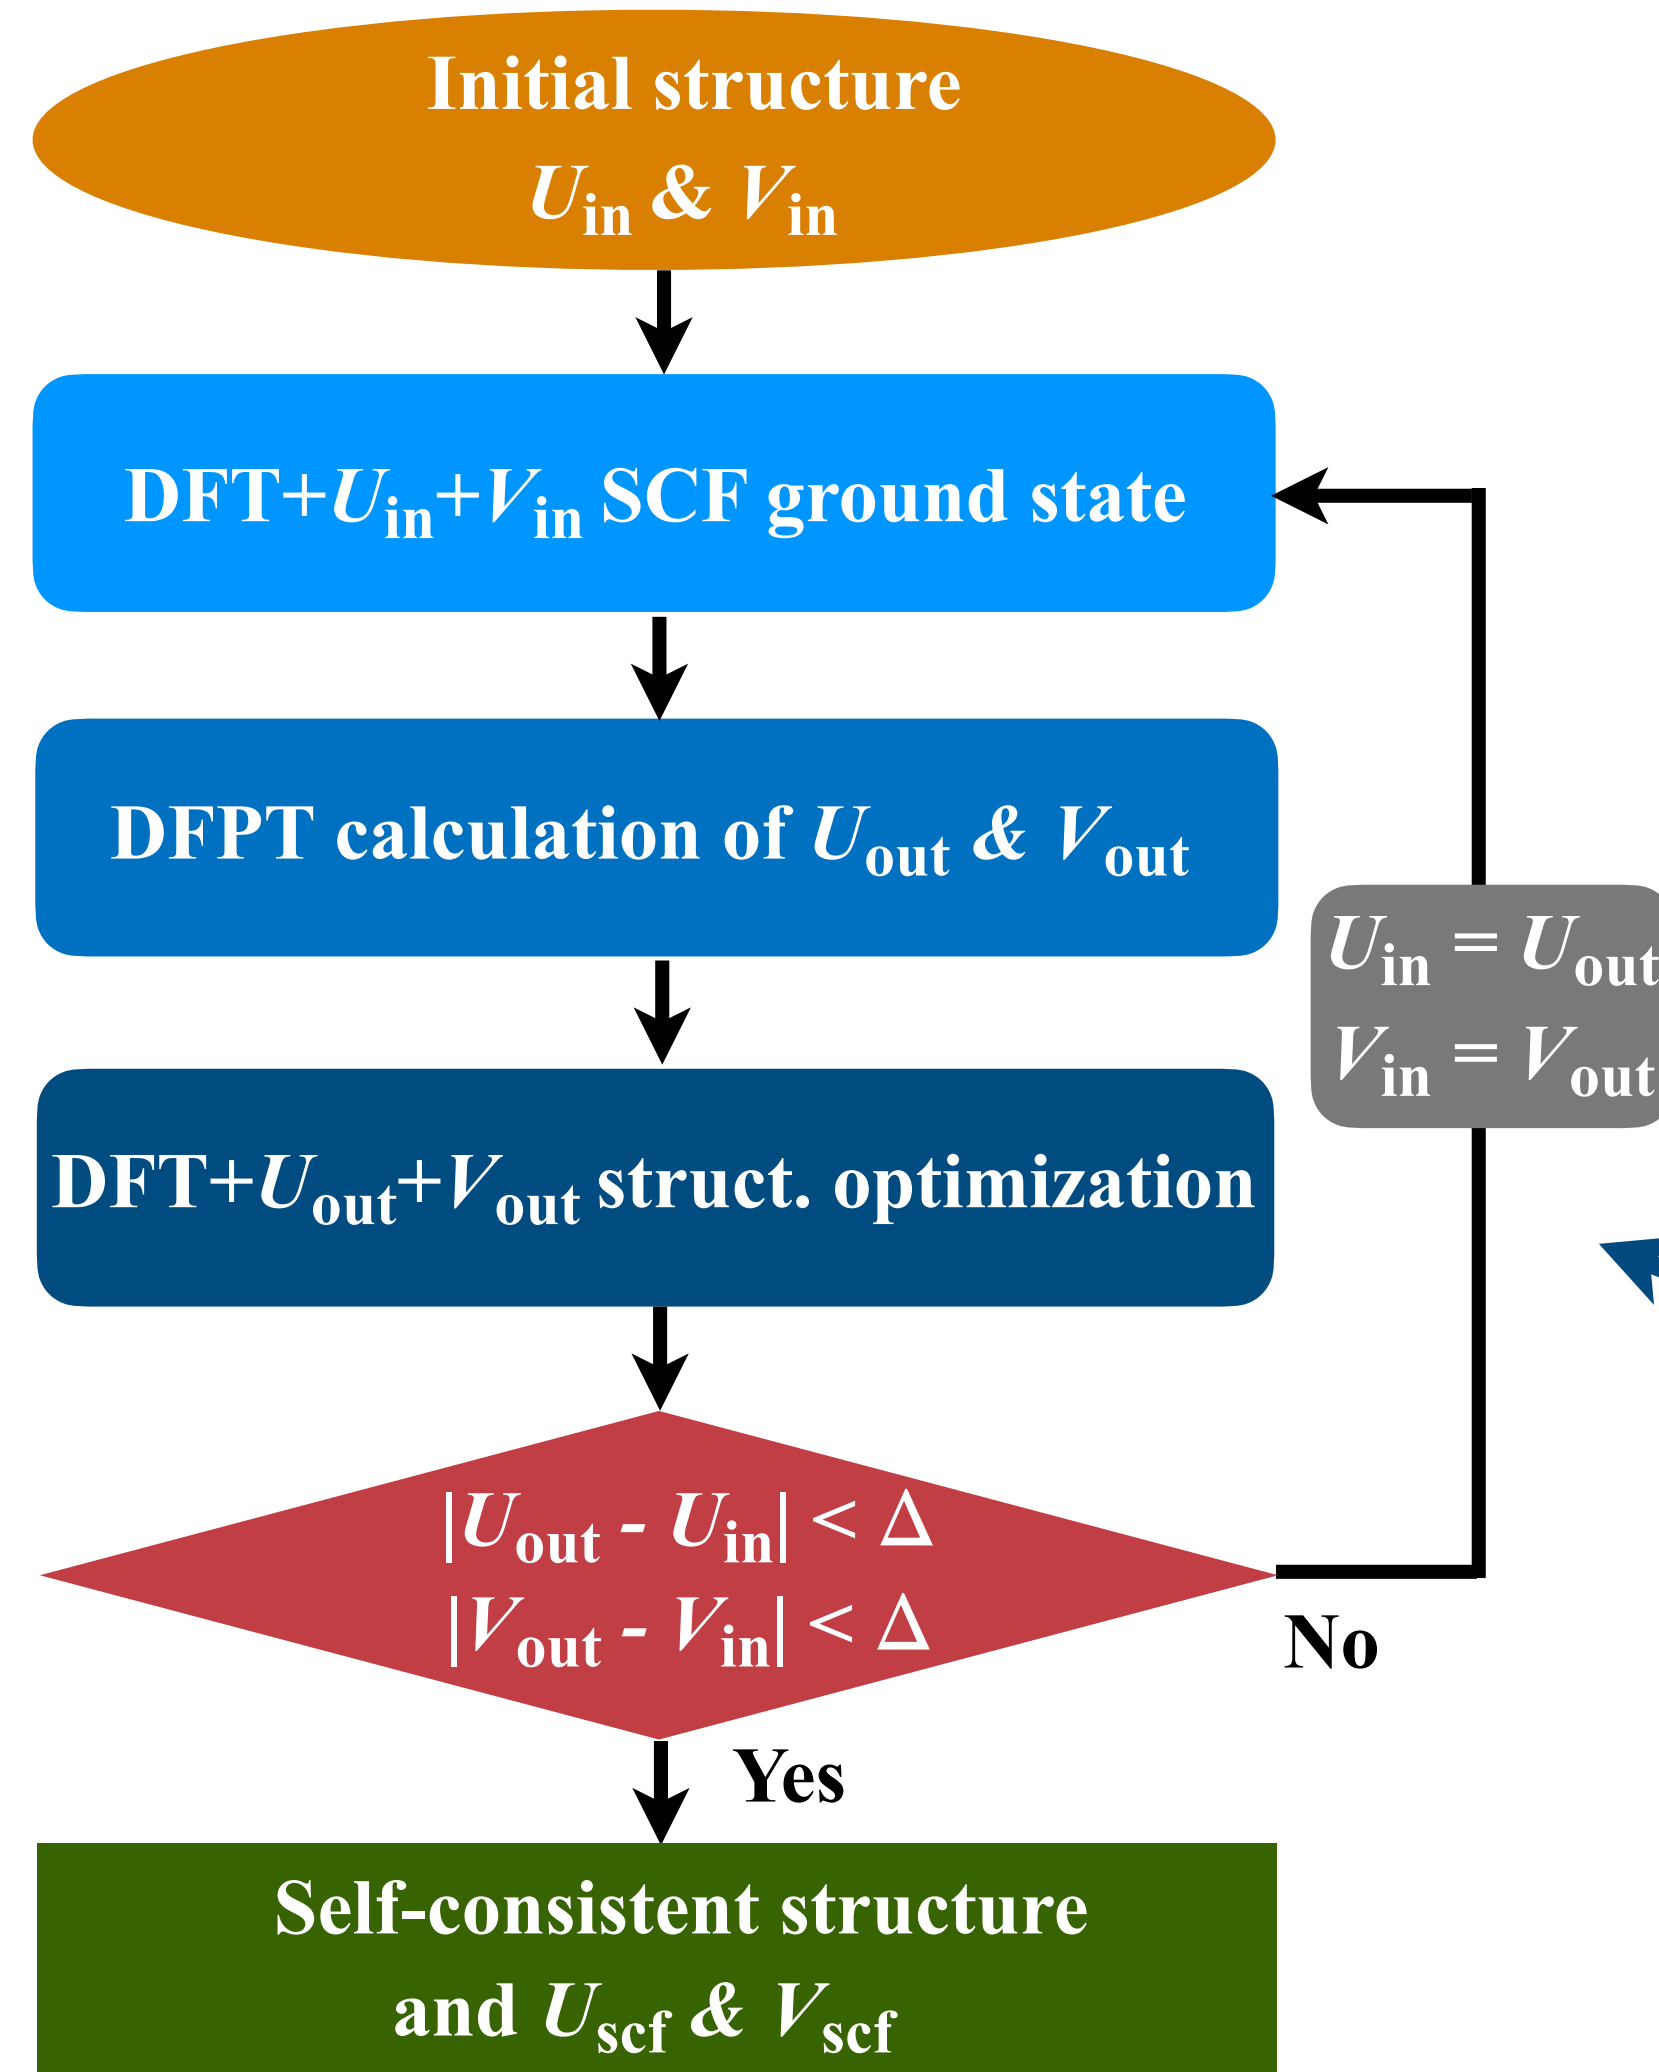 Initial structure
Uin & Vin
DFT+Uin+Vin SCF ground state
DFPT calculation of Uout & Vout
Uin = Uout
Vin = Vout
DFT+Uout+Vout struct. optimization
|Uout - Uin| < Δ
|Vout - Vin| < Δ
No
Yes
Self-consistent structure
and Uscf & Vscf